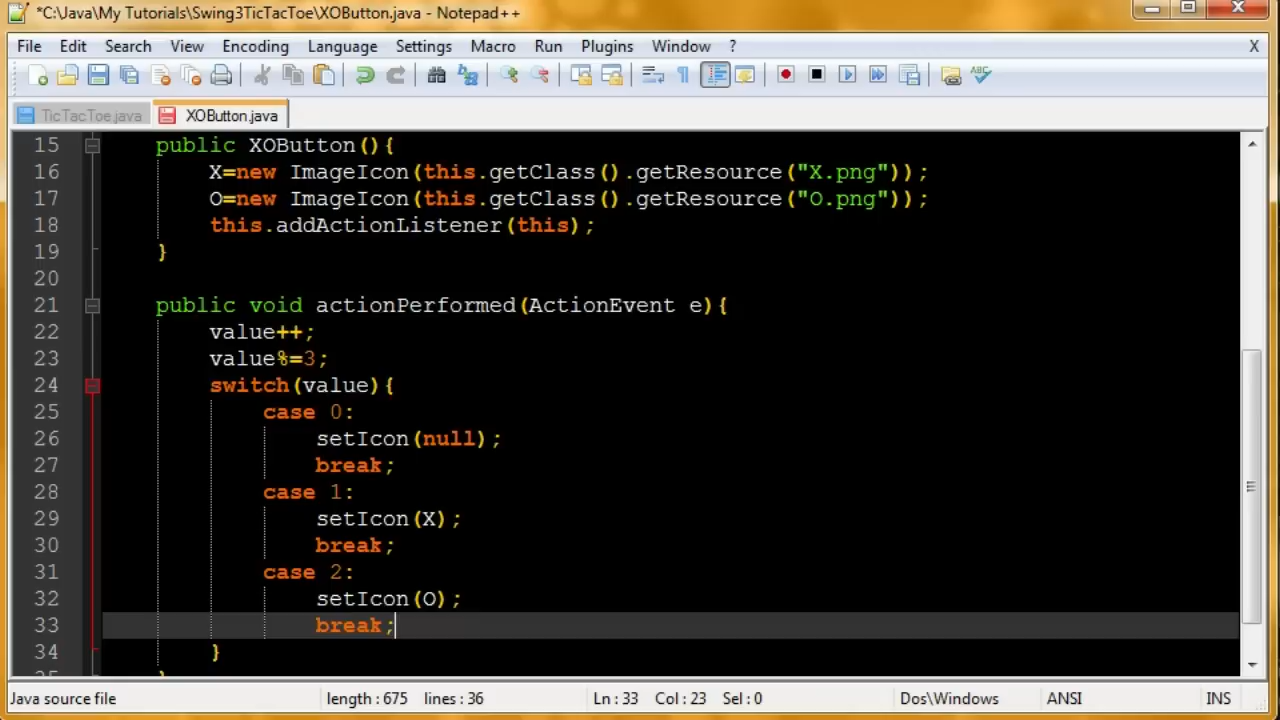 *C:\Java\My Tutorials\Swing3TicTacToe\XOButton.java - Notepad++
File Edit Search View Encoding Language Settings Macro Run Plugins Window ? X
TicTacToe.java XOButton.java
15 public XOButton(){
16 X=new ImageIcon(this.getClass().getResource("X.png"));
17 O=new ImageIcon(this.getClass().getResource("O.png"));
18 this.addActionListener(this);
19 }
20
21 public void actionPerformed(ActionEvent e){
22 value++;
23 value%=3;
24 switch(value){
25 case 0:
26 setIcon(null);
27 break;
28 case 1:
29 setIcon(X);
30 break;
31 case 2:
32 setIcon(O);
33 break;
34 }
Java source file length : 675 lines : 36 Ln : 33 Col : 23 Sel : 0 Dos\Windows ANSI INS